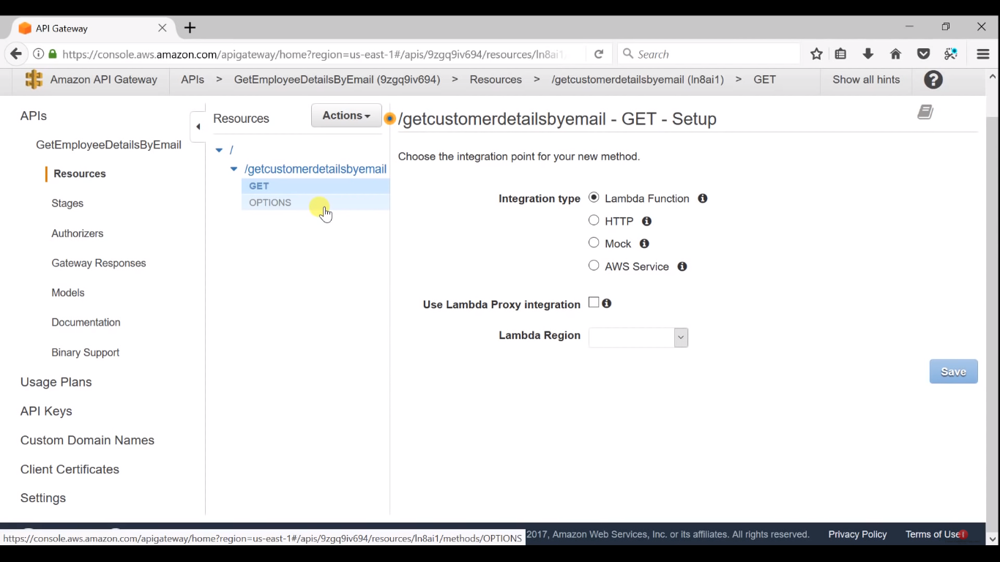 API Gateway
https://console.aws.amazon.com/apigateway/home?region=us-east-1#/apis/9zgq9iv694/resources/ln8ai1
Search
Amazon API Gateway
APIs > GetEmployeeDetailsByEmail (9zgq9iv694) > Resources > /getcustomerdetailsbyemail (ln8ai1) > GET
Show all hints
?
APIs
GetEmployeeDetailsByEmail
Resources
Stages
Authorizers
Gateway Responses
Models
Documentation
Binary Support
Usage Plans
API Keys
Custom Domain Names
Client Certificates
Settings
Resources
Actions
/
/getcustomerdetailsbyemail
GET
OPTIONS
/getcustomerdetailsbyemail - GET - Setup
Choose the integration point for your new method.
Integration type
Lambda Function
HTTP
Mock
AWS Service
Use Lambda Proxy integration
Lambda Region
Save
https://console.aws.amazon.com/apigateway/home?region=us-east-1#/apis/9zgq9iv694/resources/ln8ai1/methods/OPTIONS
2017, Amazon Web Services, Inc. or its affiliates. All rights reserved.
Privacy Policy
Terms of Use